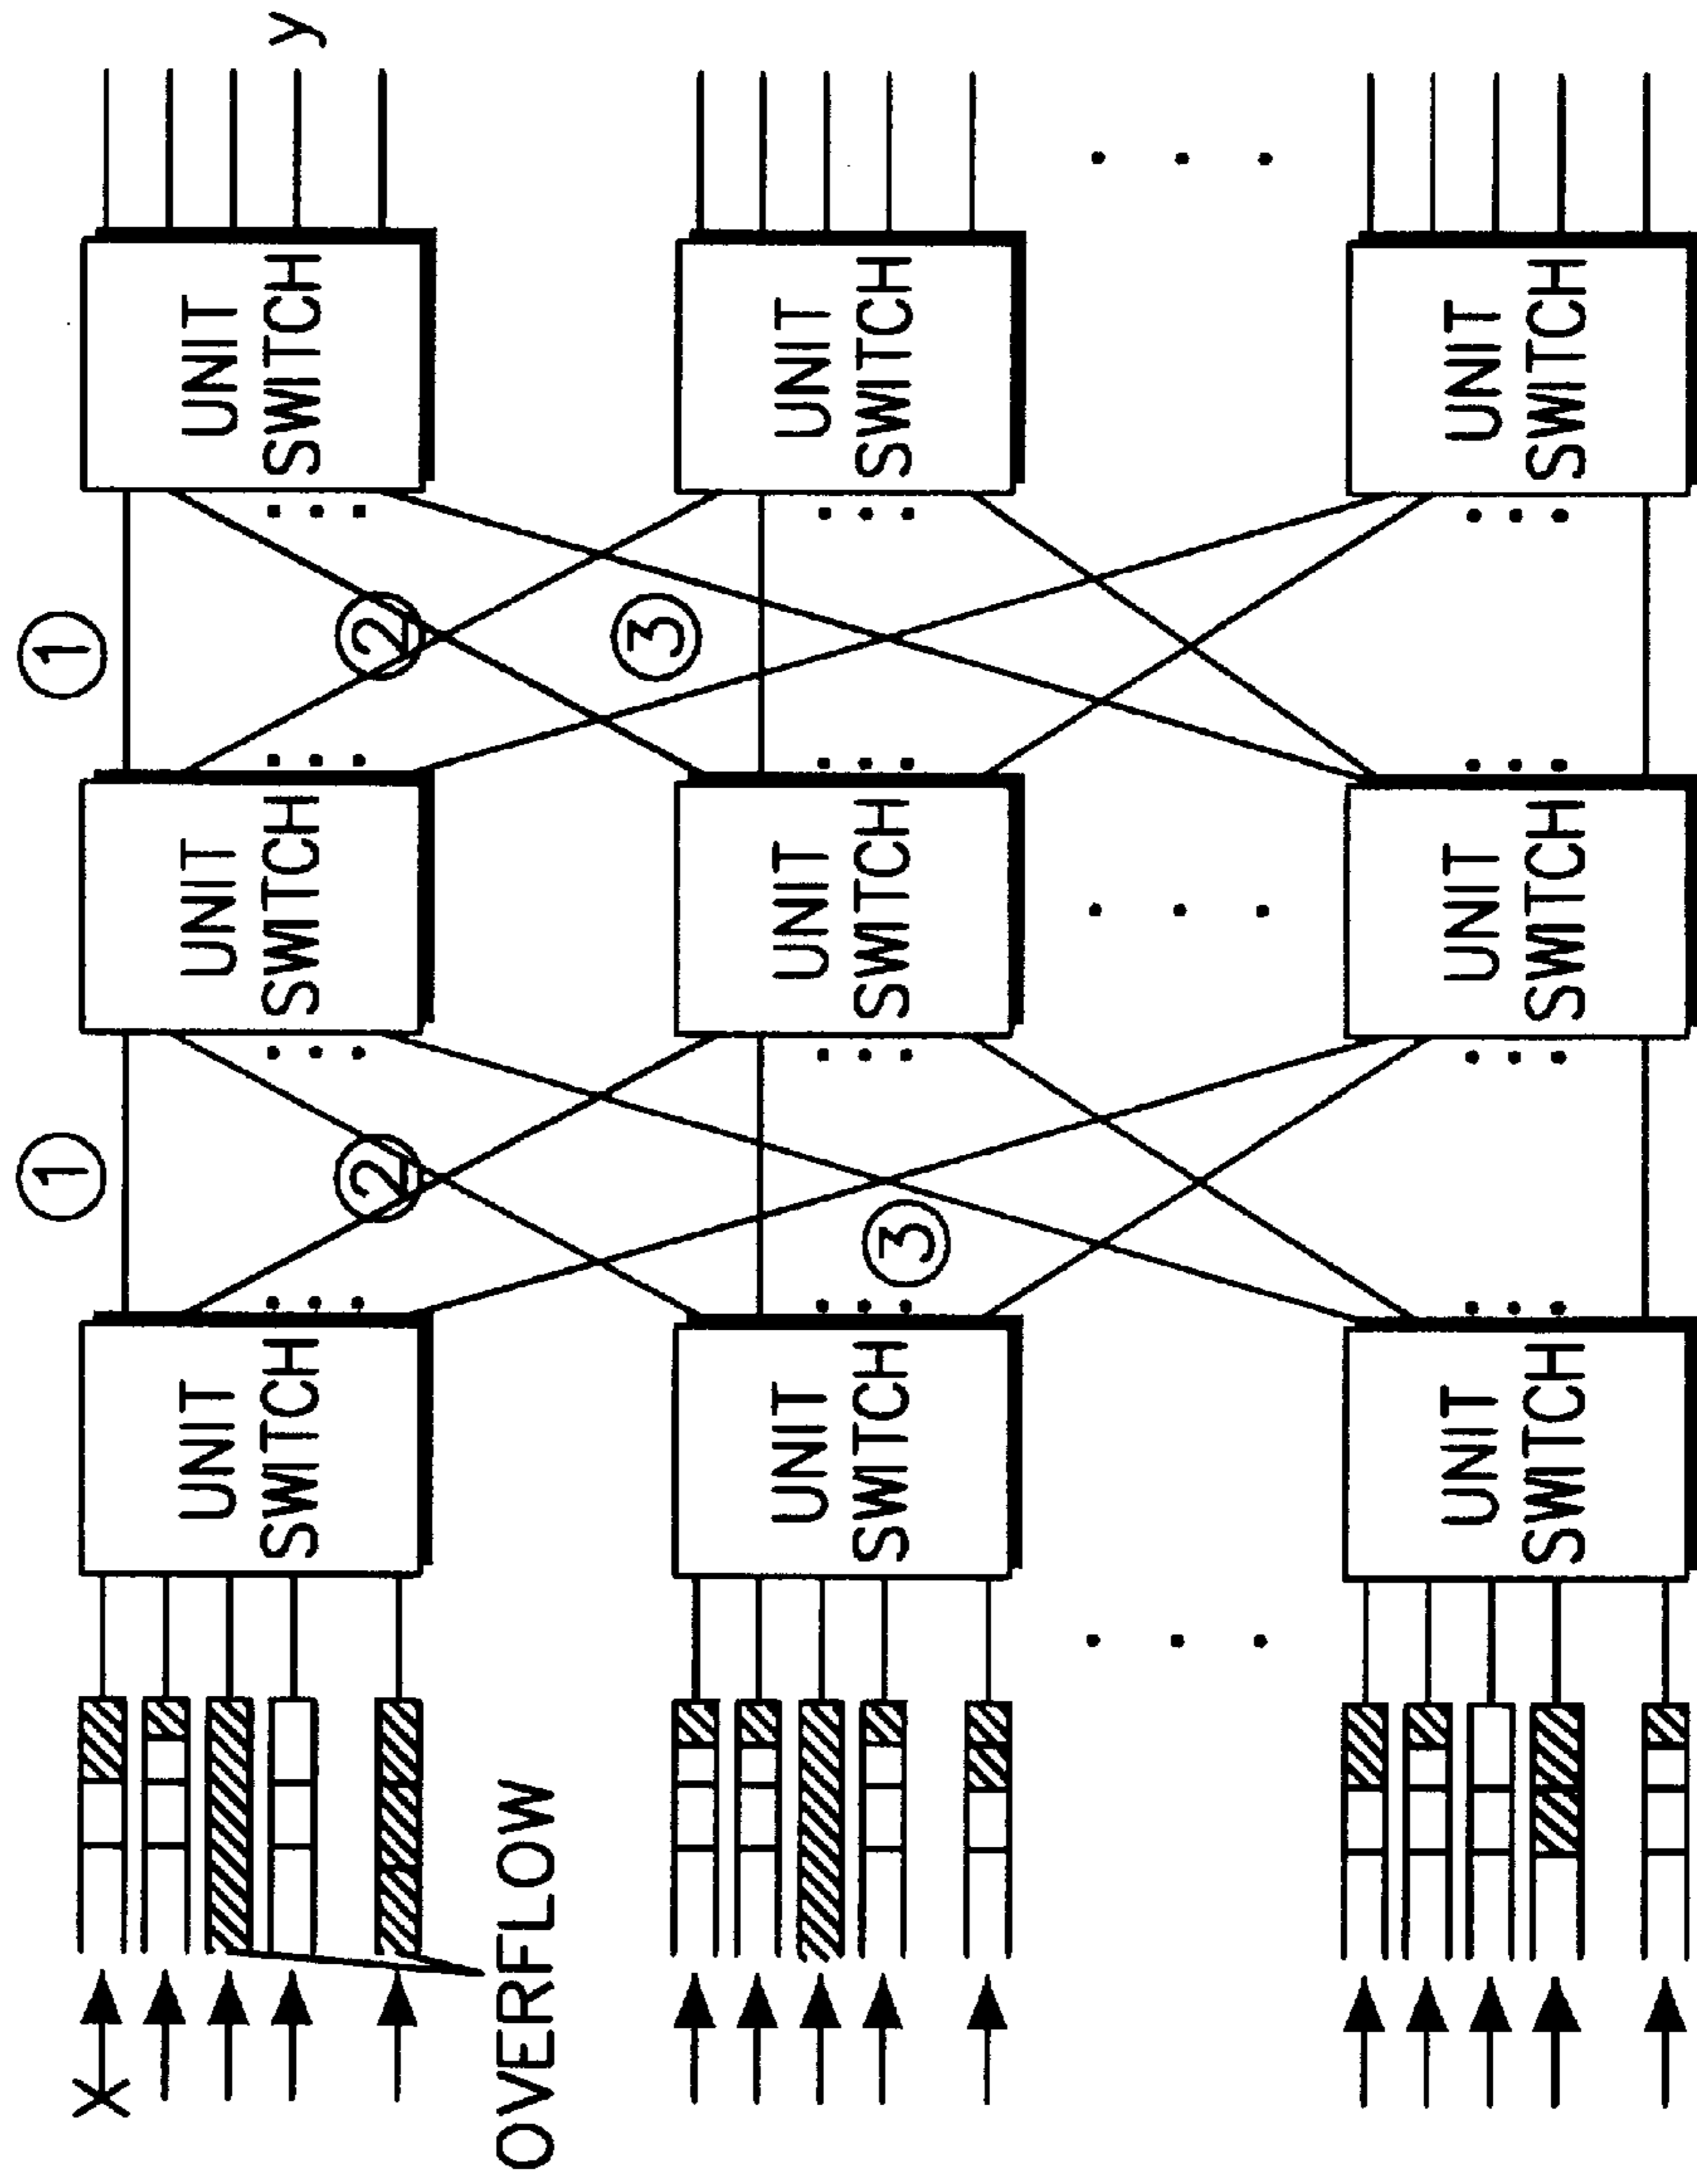 ①
①
X
UNIT
SWITCH
UNIT
SWITCH
UNIT
SWITCH
y
②
②
OVERFLOW
③
UNIT
SWITCH
UNIT
SWITCH
UNIT
SWITCH
③
UNIT
SWITCH
UNIT
SWITCH
UNIT
SWITCH